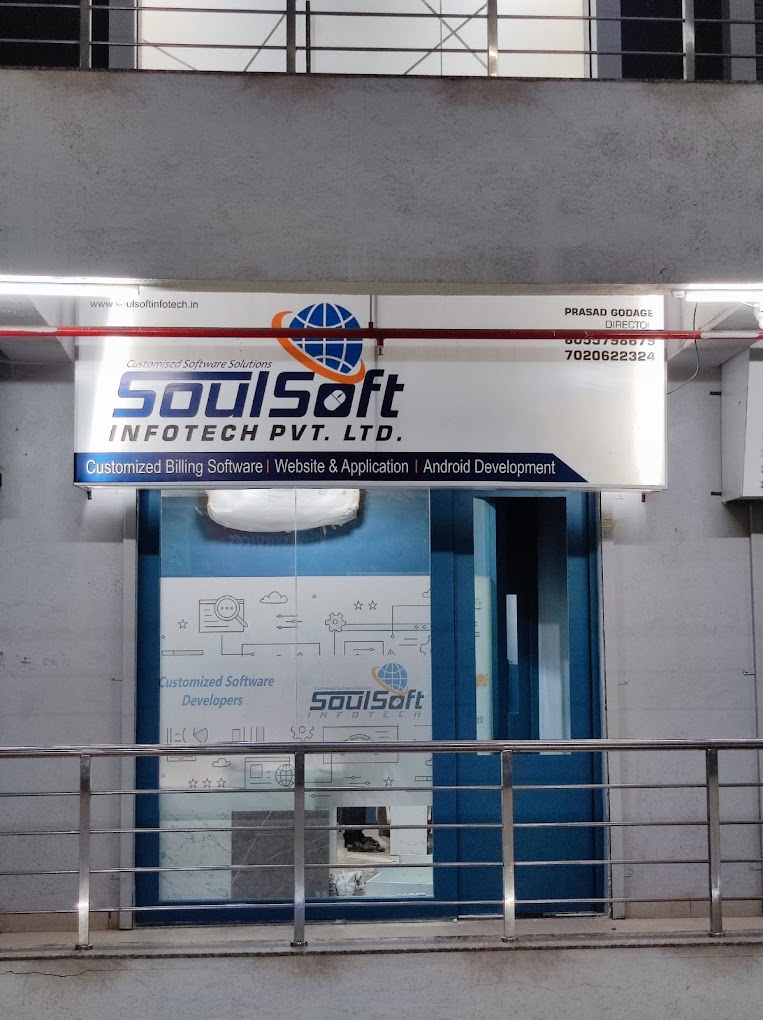 www.soulsoftinfotech.in
PRASAD GODAGE
DIRECTOR
7020622324
Customised Software Solutions
SoulSoft
INFOTECH PVT. LTD.
Customized Billing Software | Website & Application | Android Development
Customized Software
Developers
SoulSoft
INFOTECH